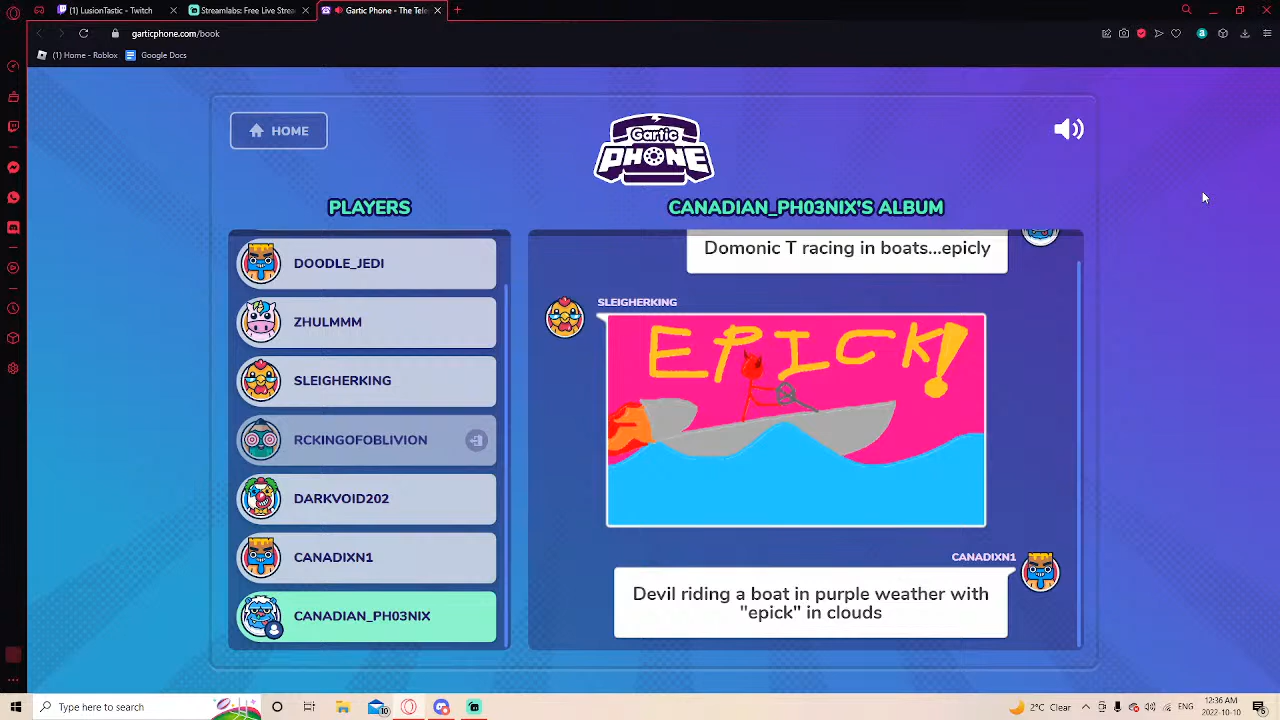 (1) LusionTastic - Twitch
Streamlabs: Free Live Strea
Gartic Phone - The Tele
garticphone.com/book
(1) Home - Roblox
Google Docs
HOME
Gartic
PHONE
PLAYERS
CANADIAN_PH03NIX'S ALBUM
DOODLE_JEDI
ZHULMMM
SLEIGHERKING
RCKINGOFOBLIVION
DARKVOID202
CANADIXN1
CANADIAN_PH03NIX
Domonic T racing in boats...epicly
SLEIGHERKING
EPICK!
CANADIXN1
Devil riding a boat in purple weather with
"epick" in clouds
Type here to search
10
2°C Clear
ENG
12:36 AM
2022-10-10